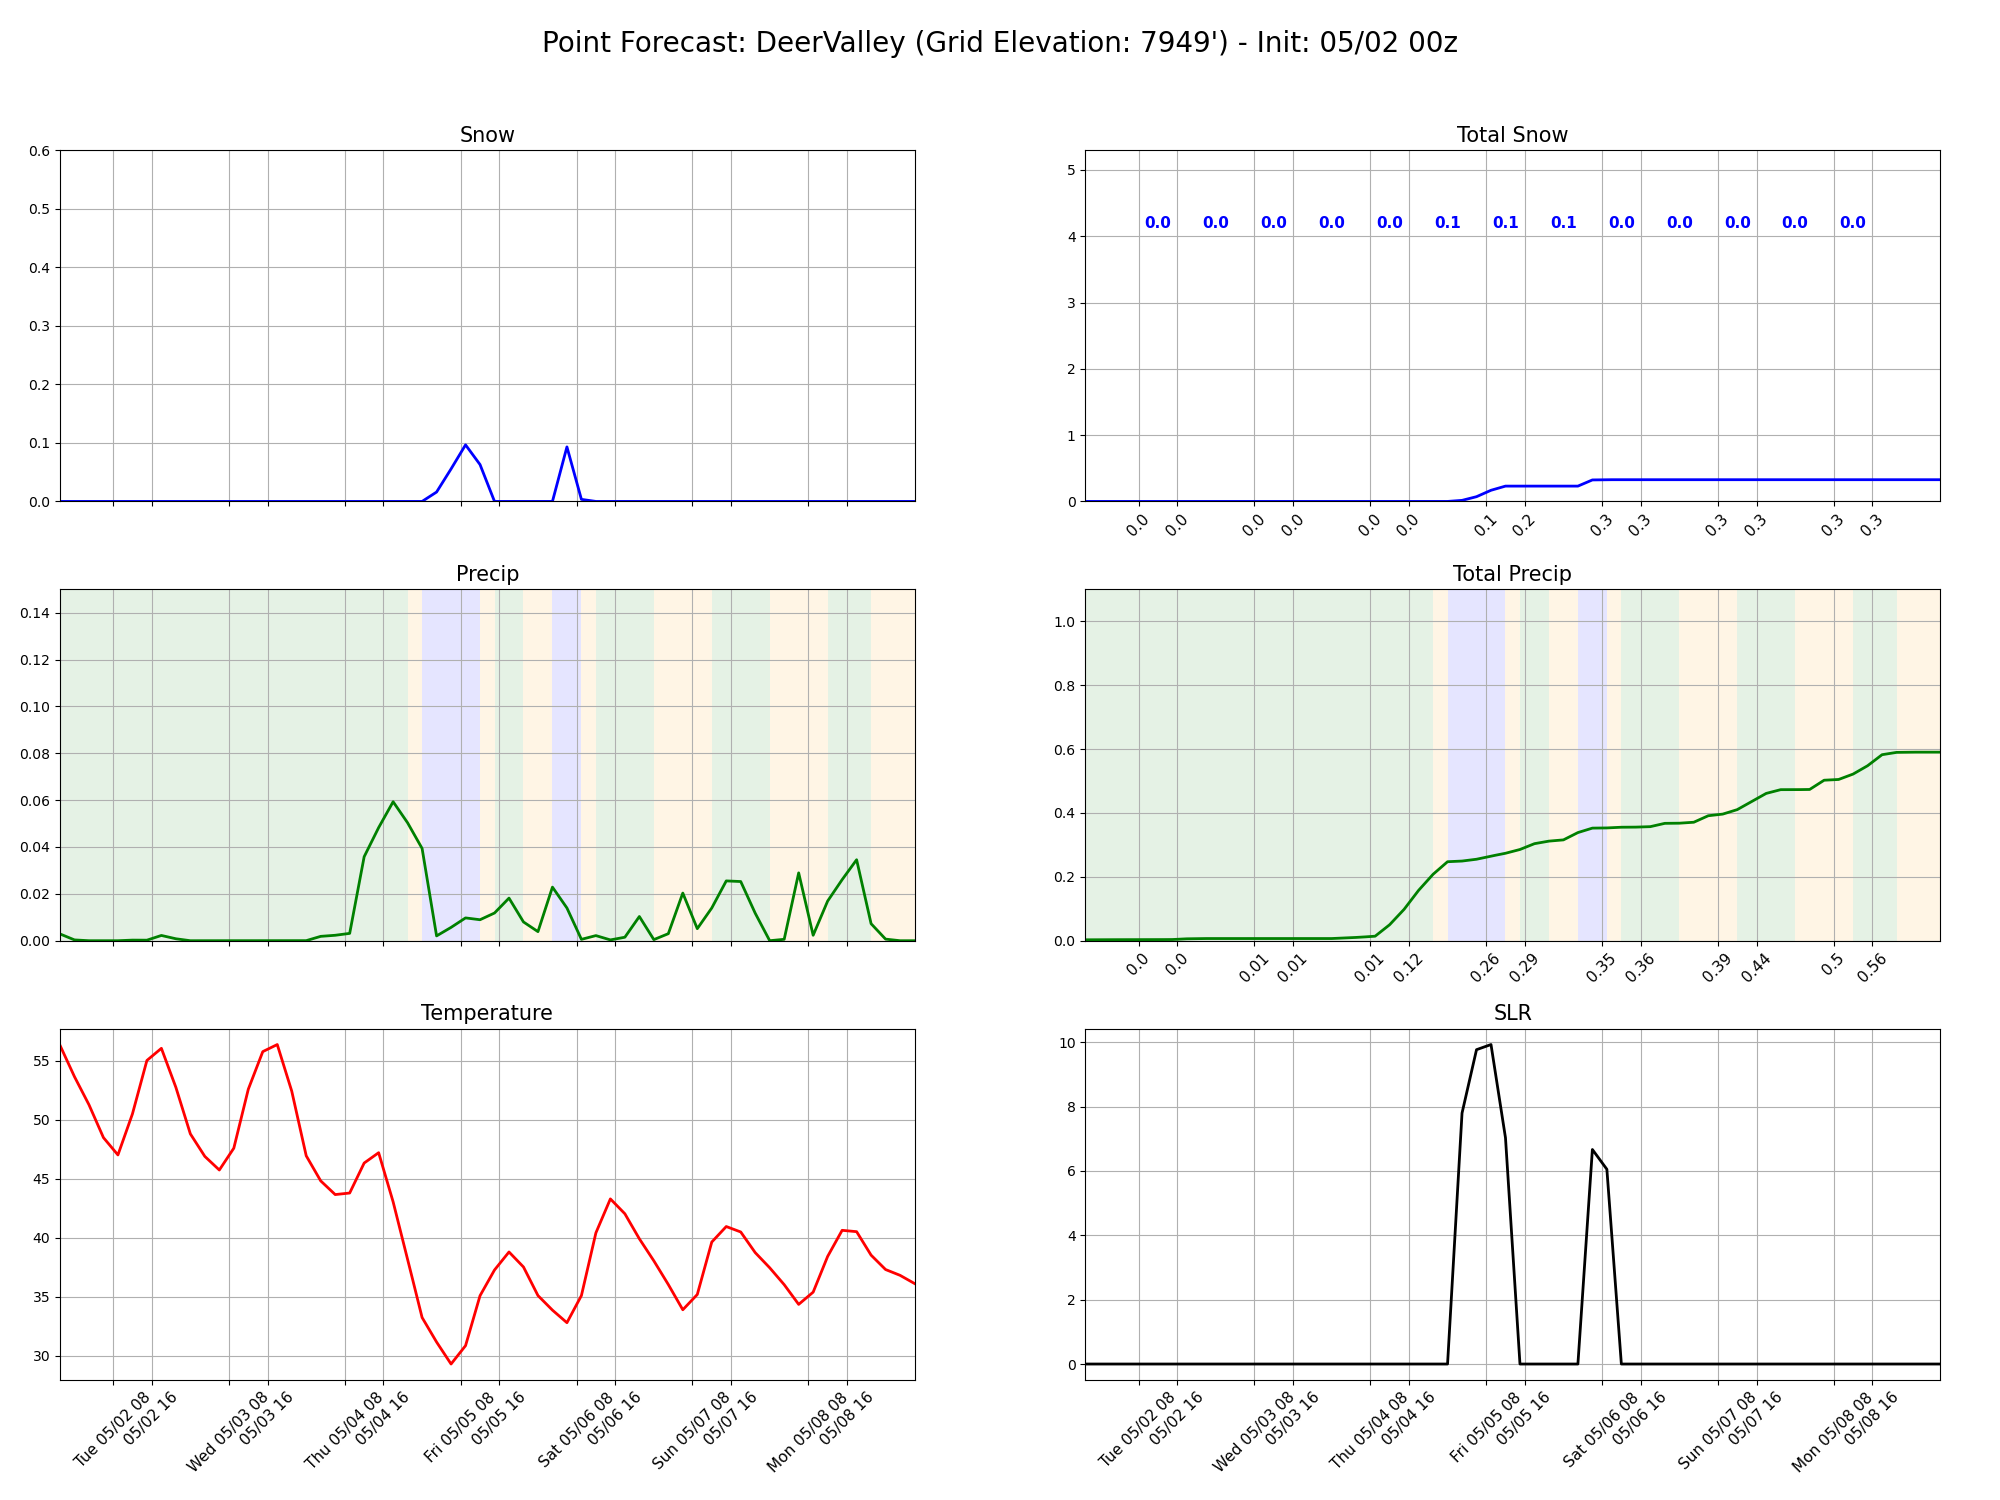 Point Forecast: DeerValley (Grid Elevation: 7949') - Init: 05/02 00z
Snow
0.6
0.5
0.4
0.3
0.2
0.1
0.0
Total Snow
5
4
3
2
1
0
0.0 0.0 0.0 0.0 0.0 0.1 0.1 0.1 0.0 0.0 0.0 0.0 0.0
0.0 0.0 0.0 0.0 0.0 0.0 0.1 0.2 0.3 0.3 0.3 0.3 0.3 0.3
Precip
0.14
0.12
0.10
0.08
0.06
0.04
0.02
0.00
Total Precip
1.0
0.8
0.6
0.4
0.2
0.0
0.0 0.0 0.01 0.01 0.01 0.12 0.26 0.29 0.35 0.36 0.39 0.44 0.5 0.56
Temperature
55
50
45
40
35
30
Tue 05/02 08
05/02 16
Wed 05/03 08
05/03 16
Thu 05/04 08
05/04 16
Fri 05/05 08
05/05 16
Sat 05/06 08
05/06 16
Sun 05/07 08
05/07 16
Mon 05/08 08
05/08 16
SLR
10
8
6
4
2
0
Tue 05/02 08
05/02 16
Wed 05/03 08
05/03 16
Thu 05/04 08
05/04 16
Fri 05/05 08
05/05 16
Sat 05/06 08
05/06 16
Sun 05/07 08
05/07 16
Mon 05/08 08
05/08 16